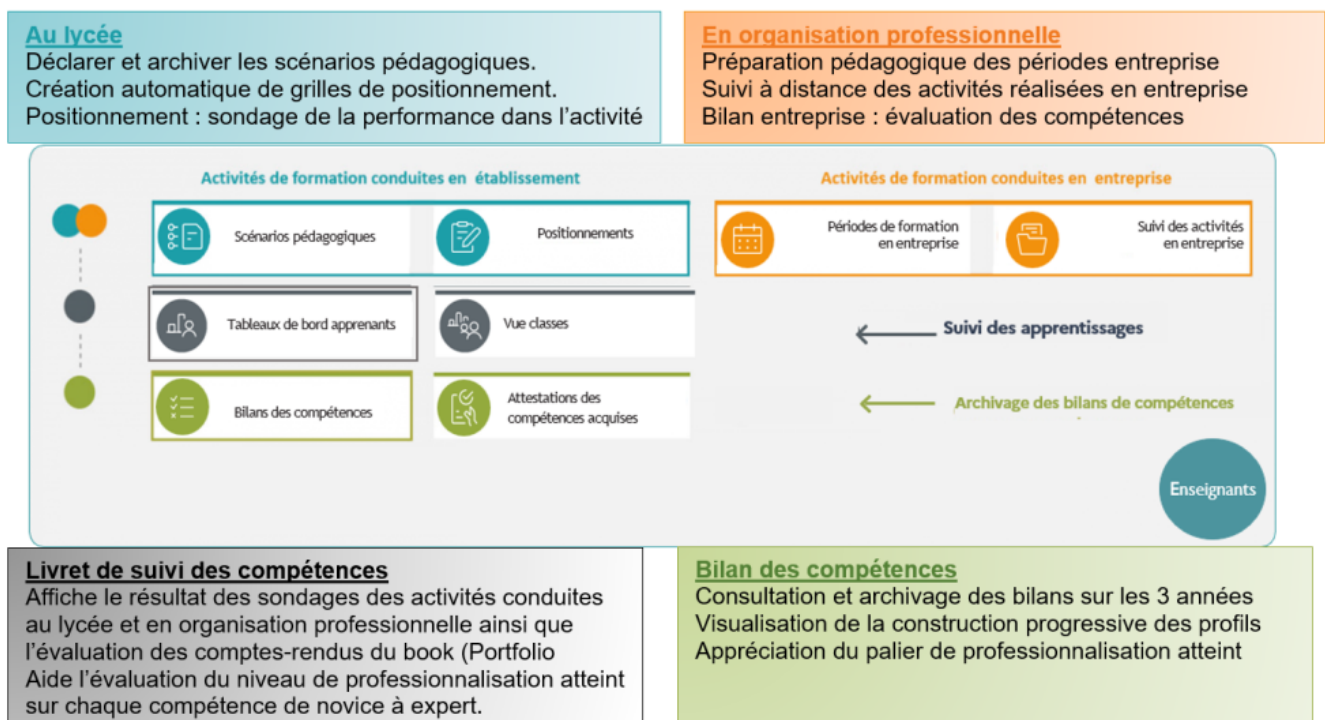 Au lycée
Déclarer et archiver les scénarios pédagogiques.
Création automatique de grilles de positionnement.
Positionnement : sondage de la performance dans l'activité
En organisation professionnelle
Préparation pédagogique des périodes entreprise
Suivi à distance des activités réalisées en entreprise
Bilan entreprise : évaluation des compétences
Activités de formation conduites en établissement
Activités de formation conduites en entreprise
Scénarios pédagogiques
Positionnements
Périodes de formation
en entreprise
Suivi des activités
en entreprise
Tableaux de bord apprenants
Vue classes
Suivi des apprentissages
Bilans des compétences
Attestations des
compétences acquises
Archivage des bilans de compétences
Enseignants
Livret de suivi des compétences
Affiche le résultat des sondages des activités conduites
au lycée et en organisation professionnelle ainsi que
l'évaluation des comptes-rendus du book (Portfolio
Aide l'évaluation du niveau de professionnalisation atteint
sur chaque compétence de novice à expert.
Bilan des compétences
Consultation et archivage des bilans sur les 3 années
Visualisation de la construction progressive des profils
Appréciation du palier de professionnalisation atteint